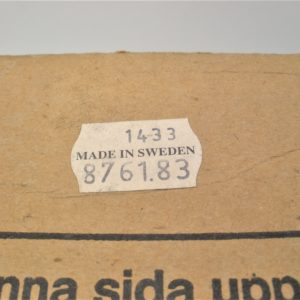 1433
MADE IN SWEDEN
8761.83
nna sida upp